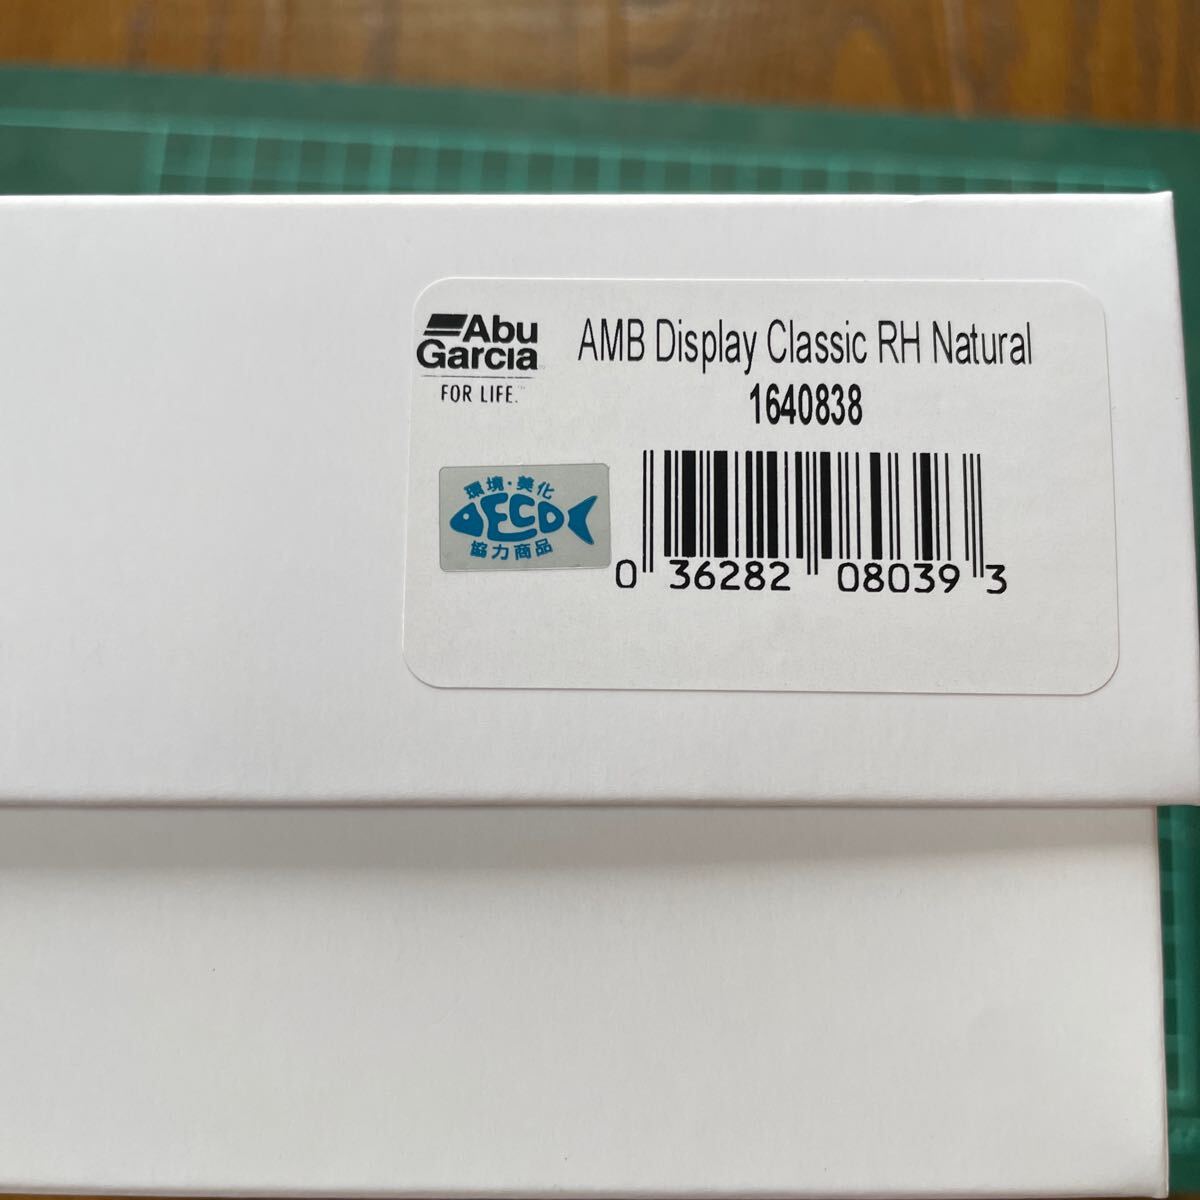 Abu
Garcia
FOR LIFE.™
AMB Display Classic RH Natural
1640838
環境・美化
ECO
協力商品
0 36282 08039 3